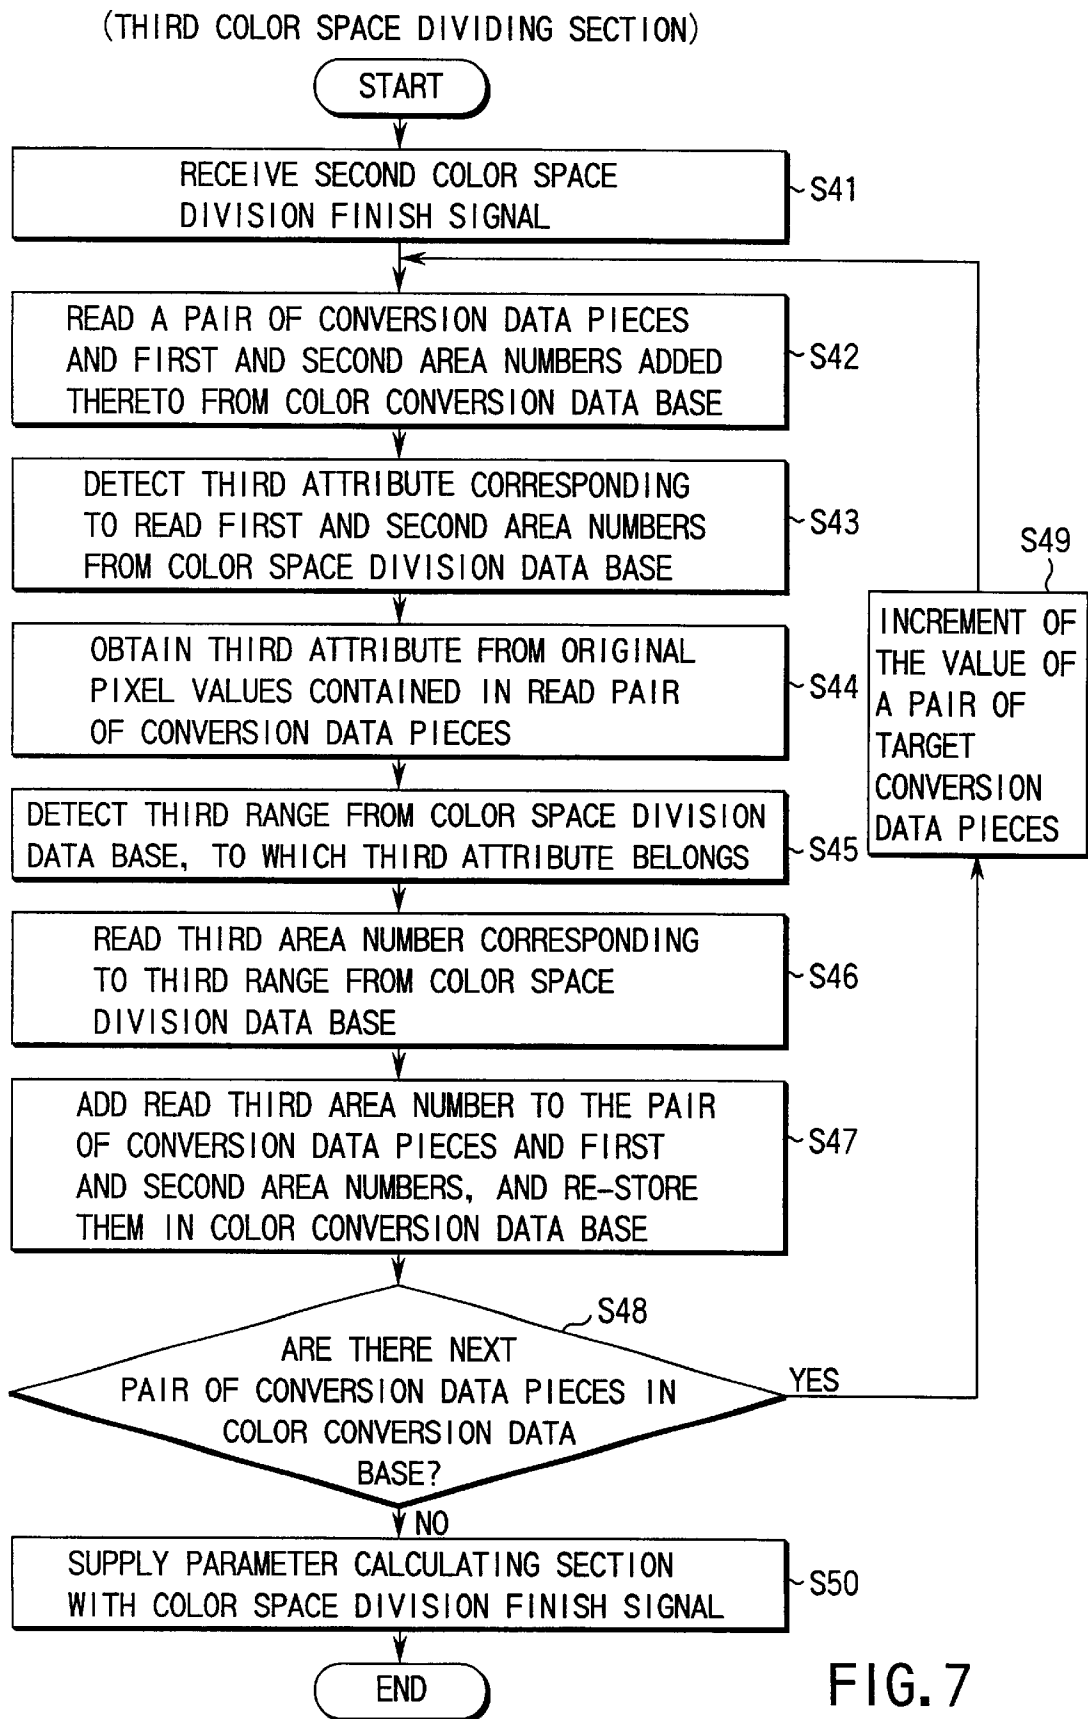 (THIRD COLOR SPACE DIVIDING SECTION)
START
RECEIVE SECOND COLOR SPACE
DIVISION FINISH SIGNAL
S41
READ A PAIR OF CONVERSION DATA PIECES
AND FIRST AND SECOND AREA NUMBERS ADDED
THERETO FROM COLOR CONVERSION DATA BASE
S42
DETECT THIRD ATTRIBUTE CORRESPONDING
TO READ FIRST AND SECOND AREA NUMBERS
FROM COLOR SPACE DIVISION DATA BASE
S43
OBTAIN THIRD ATTRIBUTE FROM ORIGINAL
PIXEL VALUES CONTAINED IN READ PAIR
OF CONVERSION DATA PIECES
S44
DETECT THIRD RANGE FROM COLOR SPACE DIVISION
DATA BASE, TO WHICH THIRD ATTRIBUTE BELONGS
S45
READ THIRD AREA NUMBER CORRESPONDING
TO THIRD RANGE FROM COLOR SPACE
DIVISION DATA BASE
S46
ADD READ THIRD AREA NUMBER TO THE PAIR
OF CONVERSION DATA PIECES AND FIRST
AND SECOND AREA NUMBERS, AND RE-STORE
THEM IN COLOR CONVERSION DATA BASE
S47
S48
ARE THERE NEXT
PAIR OF CONVERSION DATA PIECES IN
COLOR CONVERSION DATA
BASE?
YES
S49
INCREMENT OF
THE VALUE OF
A PAIR OF
TARGET
CONVERSION
DATA PIECES
NO
SUPPLY PARAMETER CALCULATING SECTION
WITH COLOR SPACE DIVISION FINISH SIGNAL
S50
END
FIG. 7